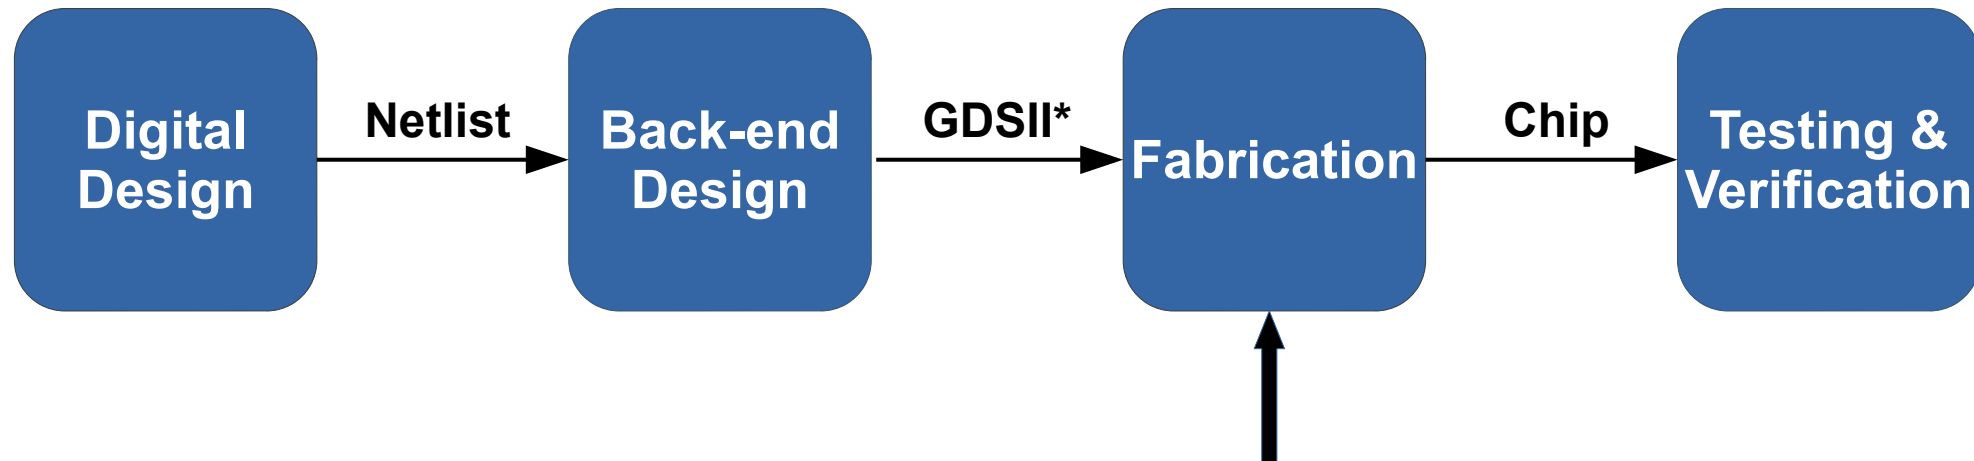 Digital
Design
Netlist
Back-end
Design
GDSII*
Fabrication
Chip
Testing &
Verification